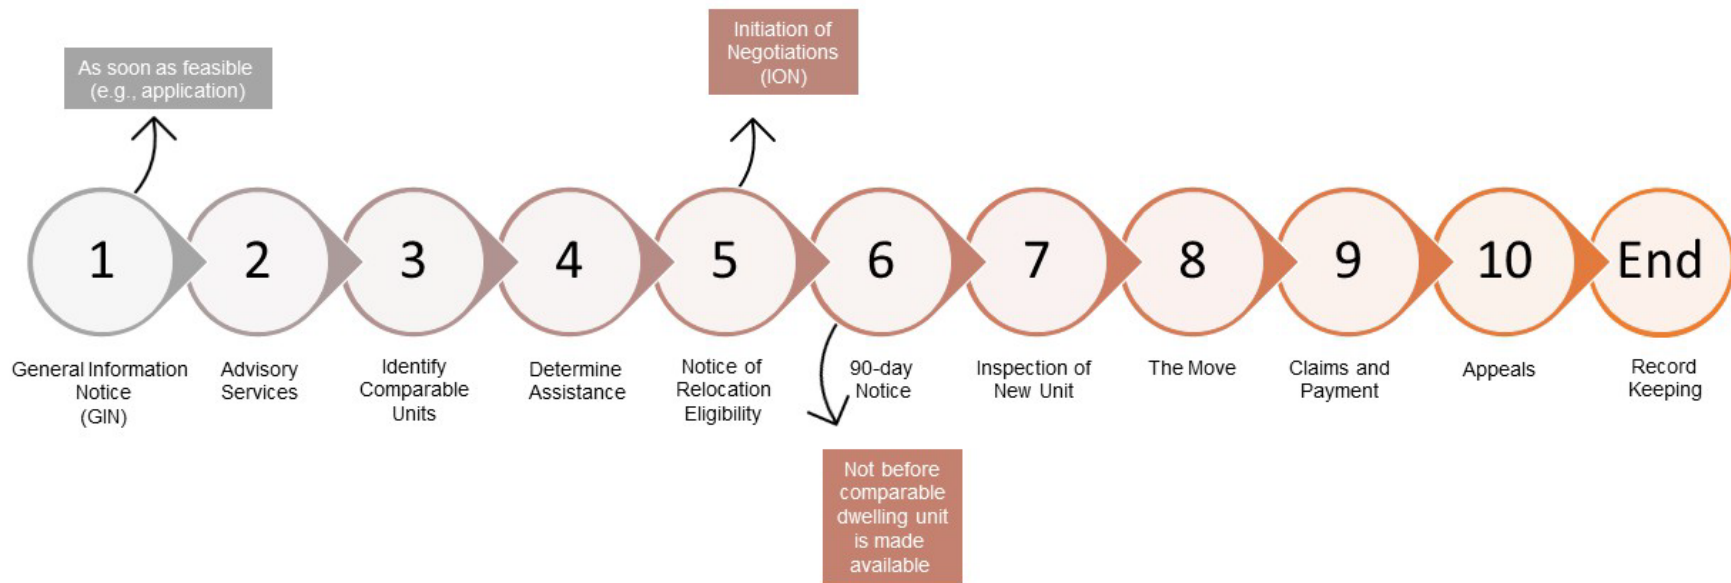 As soon as feasible
(e.g., application)
Initiation of
Negotiations
(ION)
1
2
3
4
5
6
7
8
9
10
End
General Information
Notice
(GIN)
Advisory
Services
Identify
Comparable
Units
Determine
Assistance
Notice of
Relocation
Eligibility
90-day
Notice
Inspection of
New Unit
The Move
Claims and
Payment
Appeals
Record
Keeping
Not before
comparable
dwelling unit
is made
available